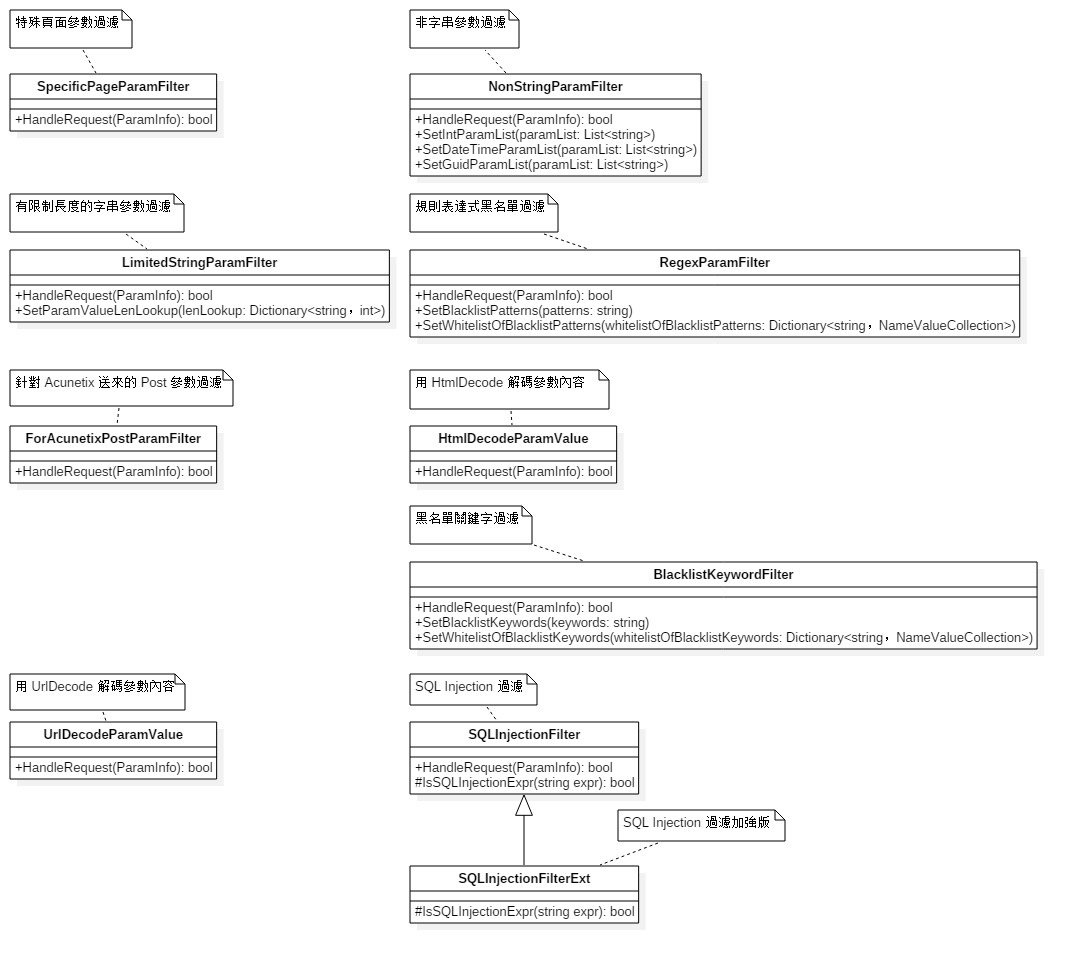 特殊頁面參數過濾
SpecificPageParamFilter
+HandleRequest(ParamInfo): bool
非字串參數過濾
NonStringParamFilter
+HandleRequest(ParamInfo): bool
+SetIntParamList(paramList: List<string>)
+SetDateTimeParamList(paramList: List<string>)
+SetGuidParamList(paramList: List<string>)
有限制長度的字串參數過濾
LimitedStringParamFilter
+HandleRequest(ParamInfo): bool
+SetParamValueLenLookup(lenLookup: Dictionary<string，int>)
規則表達式黑名單過濾
RegexParamFilter
+HandleRequest(ParamInfo): bool
+SetBlacklistPatterns(patterns: string)
+SetWhitelistOfBlacklistPatterns(whitelistOfBlacklistPatterns: Dictionary<string，NameValueCollection>)
針對 Acunetix 送來的 Post 參數過濾
ForAcunetixPostParamFilter
+HandleRequest(ParamInfo): bool
用 HtmlDecode 解碼參數內容
HtmlDecodeParamValue
+HandleRequest(ParamInfo): bool
黑名單關鍵字過濾
BlacklistKeywordFilter
+HandleRequest(ParamInfo): bool
+SetBlacklistKeywords(keywords: string)
+SetWhitelistOfBlacklistKeywords(whitelistOfBlacklistKeywords: Dictionary<string，NameValueCollection>)
用 UrlDecode 解碼參數內容
UrlDecodeParamValue
+HandleRequest(ParamInfo): bool
SQL Injection 過濾
SQLInjectionFilter
+HandleRequest(ParamInfo): bool
#IsSQLInjectionExpr(string expr): bool
SQL Injection 過濾加強版
SQLInjectionFilterExt
#IsSQLInjectionExpr(string expr): bool